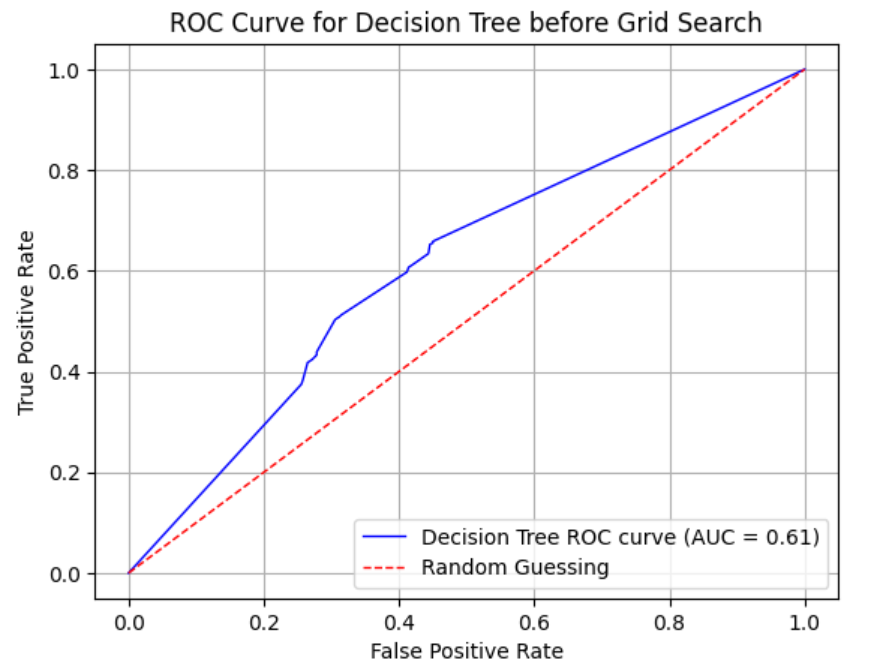 ROC Curve for Decision Tree before Grid Search
True Positive Rate
1.0
0.8
0.6
0.4
0.2
0.0
Decision Tree ROC curve (AUC = 0.61)
Random Guessing
0.0 0.2 0.4 0.6 0.8 1.0
False Positive Rate